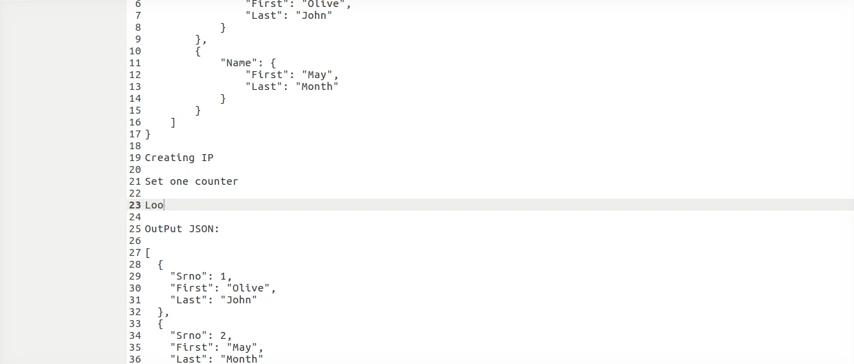 6 "First": "Olive",
7 "Last": "John"
8 }
9 },
10 {
11 "Name": {
12 "First": "May",
13 "Last": "Month"
14 }
15 }
16 ]
17 }
18
19 Creating IP
20
21 Set one counter
22
23 Loo
24
25 OutPut JSON:
26
27 [
28 {
29 "Srno": 1,
30 "First": "Olive",
31 "Last": "John"
32 },
33 {
34 "Srno": 2,
35 "First": "May",
36 "Last": "Month"